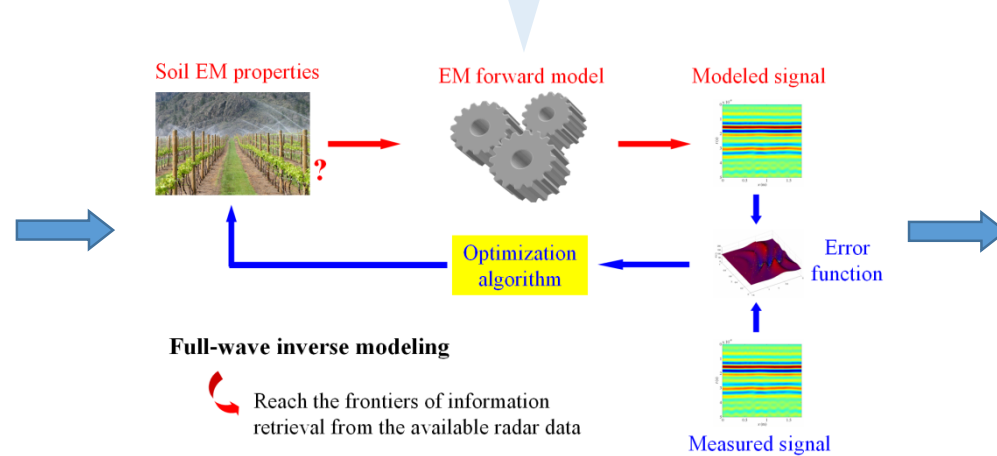 Soil EM properties
EM forward model
Modeled signal
?
Optimization
algorithm
Error
function
Full-wave inverse modeling
Reach the frontiers of information
retrieval from the available radar data
Measured signal